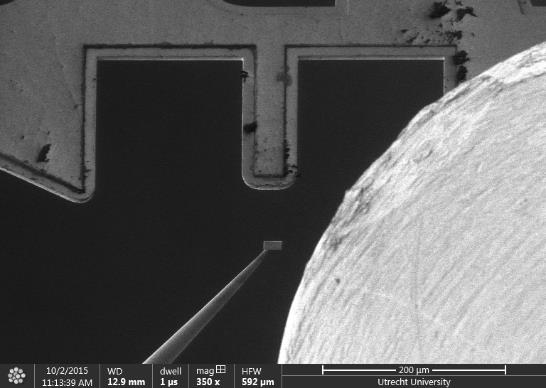 10/2/2015
11:13:39 AM
WD
12.9 mm
dwell
1 µs
mag
350 x
HFW
592 µm
200 µm
Utrecht University